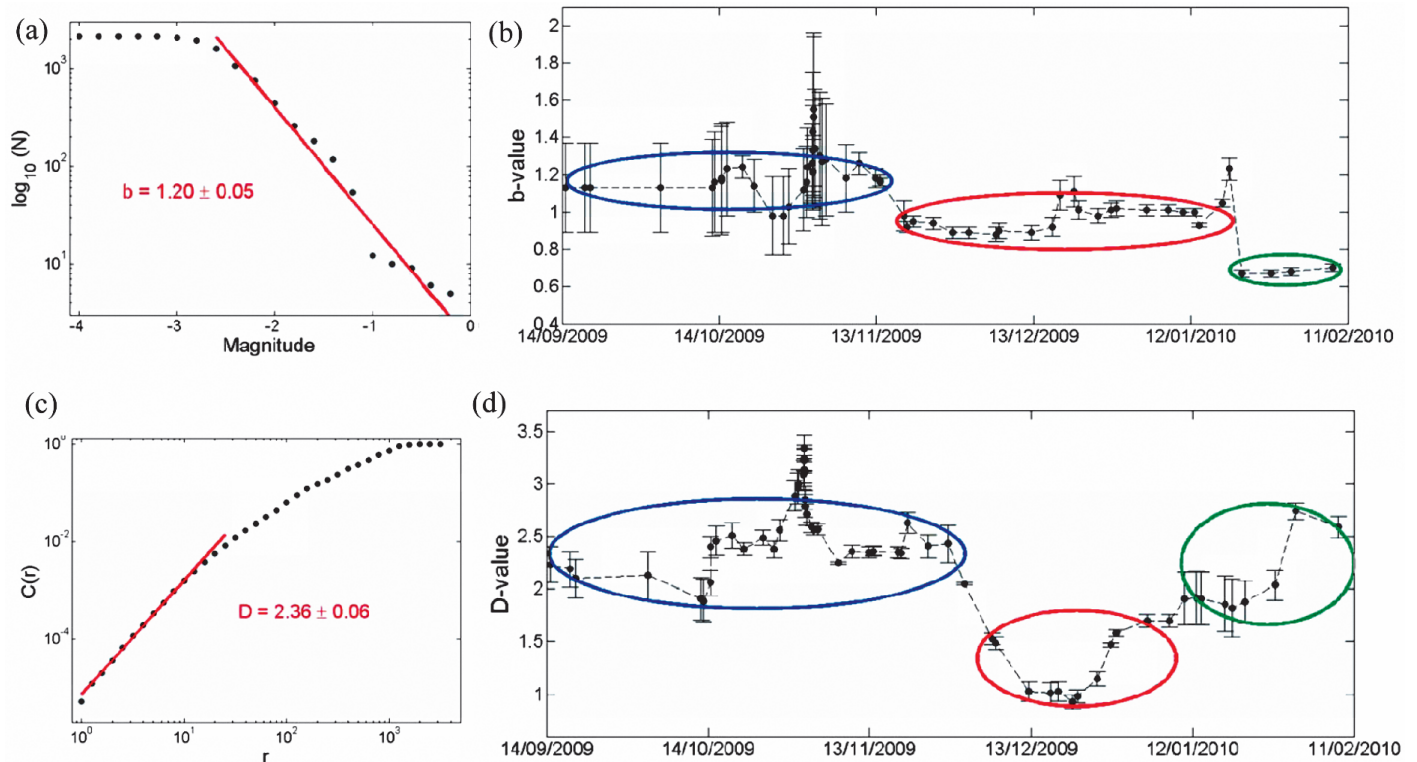 (a)
10³
10²
10¹
log₁₀ (N)
b = 1.20 ± 0.05
-4 -3 -2 -1 0
Magnitude
(b)
2
1.8
1.6
1.4
1.2
1
0.8
0.6
0.4
b-value
14/09/2009 14/10/2009 13/11/2009 13/12/2009 12/01/2010 11/02/2010
(c)
10⁰
10⁻²
10⁻⁴
C(r)
D = 2.36 ± 0.06
10⁰ 10¹ 10² 10³
r
(d)
3.5
3
2.5
2
1.5
1
D-value
14/09/2009 14/10/2009 13/11/2009 13/12/2009 12/01/2010 11/02/2010